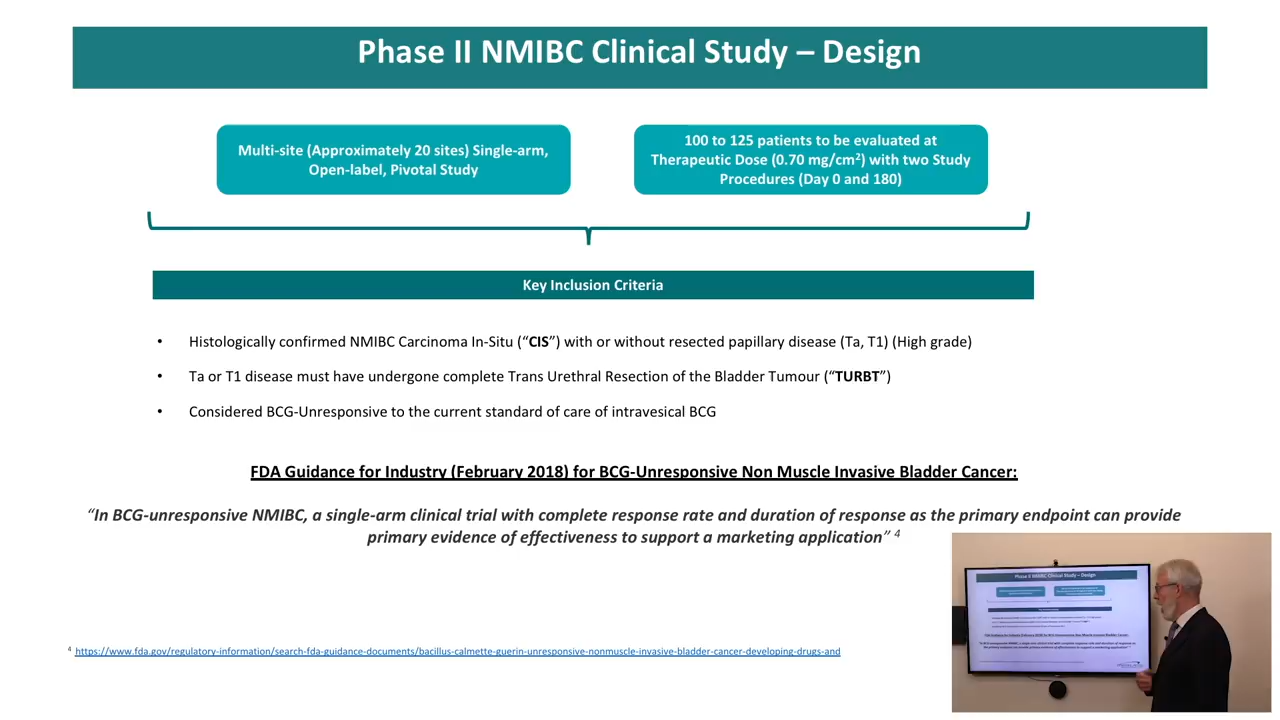 Phase II NMIBC Clinical Study – Design
Multi-site (Approximately 20 sites) Single-arm,
Open-label, Pivotal Study
100 to 125 patients to be evaluated at
Therapeutic Dose (0.70 mg/cm²) with two Study
Procedures (Day 0 and 180)
Key Inclusion Criteria
• Histologically confirmed NMIBC Carcinoma In-Situ (“CIS”) with or without resected papillary disease (Ta, T1) (High grade)
• Ta or T1 disease must have undergone complete Trans Urethral Resection of the Bladder Tumour (“TURBT”)
• Considered BCG-Unresponsive to the current standard of care of intravesical BCG
FDA Guidance for Industry (February 2018) for BCG-Unresponsive Non Muscle Invasive Bladder Cancer:
“In BCG-unresponsive NMIBC, a single-arm clinical trial with complete response rate and duration of response as the primary endpoint can provide
primary evidence of effectiveness to support a marketing application” ⁴
⁴ https://www.fda.gov/regulatory-information/search-fda-guidance-documents/bacillus-calmette-guerin-unresponsive-nonmuscle-invasive-bladder-cancer-developing-drugs-and
Phase II NMIBC Clinical Study – Design